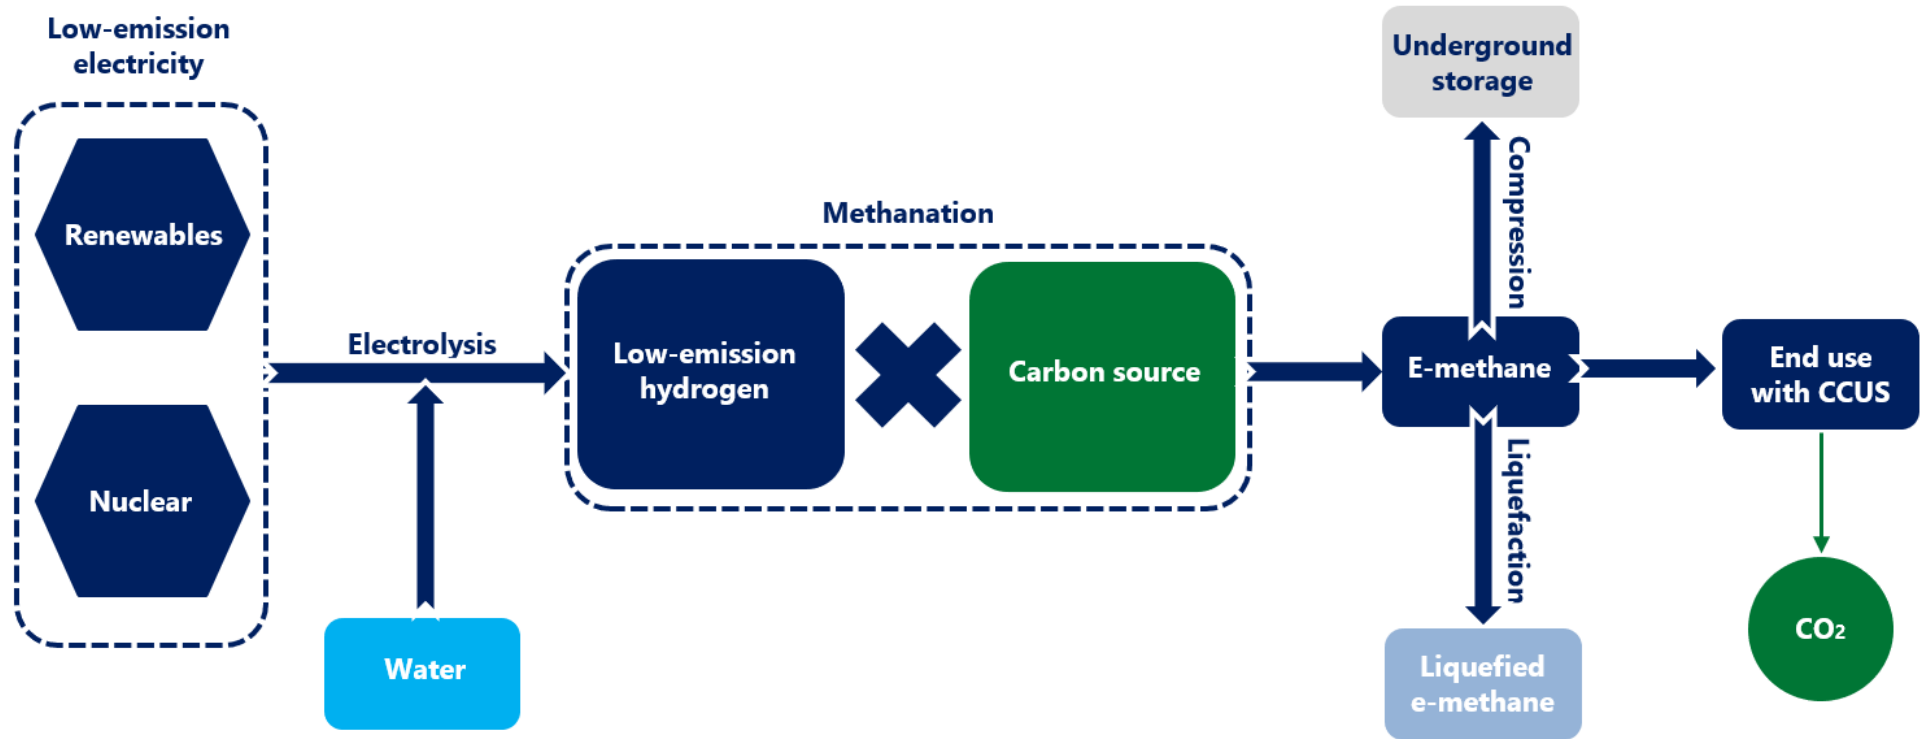 Low-emission
electricity
Renewables
Nuclear
Electrolysis
Water
Methanation
Low-emission
hydrogen
Carbon source
Underground
storage
Compression
E-methane
Liquefaction
Liquefied
e-methane
End use
with CCUS
CO₂